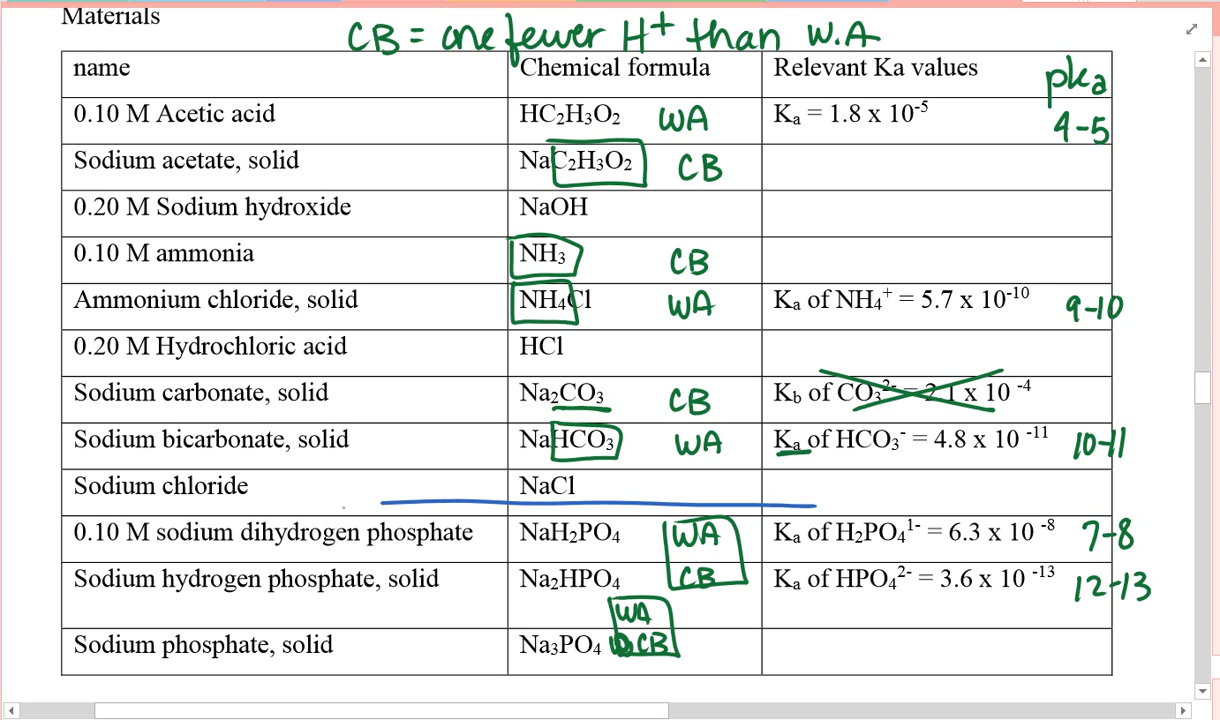 Materials
CB = one fewer H⁺ than W.A
name Chemical formula Relevant Ka values pka
0.10 M Acetic acid HC₂H₃O₂ WA Kₐ = 1.8 x 10⁻⁵ 4-5
Sodium acetate, solid NaC₂H₃O₂ CB
0.20 M Sodium hydroxide NaOH
0.10 M ammonia NH₃ CB
Ammonium chloride, solid NH₄Cl WA Kₐ of NH₄⁺ = 5.7 x 10⁻¹⁰ 9-10
0.20 M Hydrochloric acid HCl
Sodium carbonate, solid Na₂CO₃ CB K_b of CO₃²⁻ = 2.1 x 10 ⁻⁴
Sodium bicarbonate, solid NaHCO₃ WA Kₐ of HCO₃⁻ = 4.8 x 10 ⁻¹¹ 10-11
Sodium chloride NaCl
0.10 M sodium dihydrogen phosphate NaH₂PO₄ WA Kₐ of H₂PO₄¹⁻ = 6.3 x 10 ⁻⁸ 7-8
Sodium hydrogen phosphate, solid Na₂HPO₄ CB Kₐ of HPO₄²⁻ = 3.6 x 10 ⁻¹³ 12-13
WA
Sodium phosphate, solid Na₃PO₄ CB